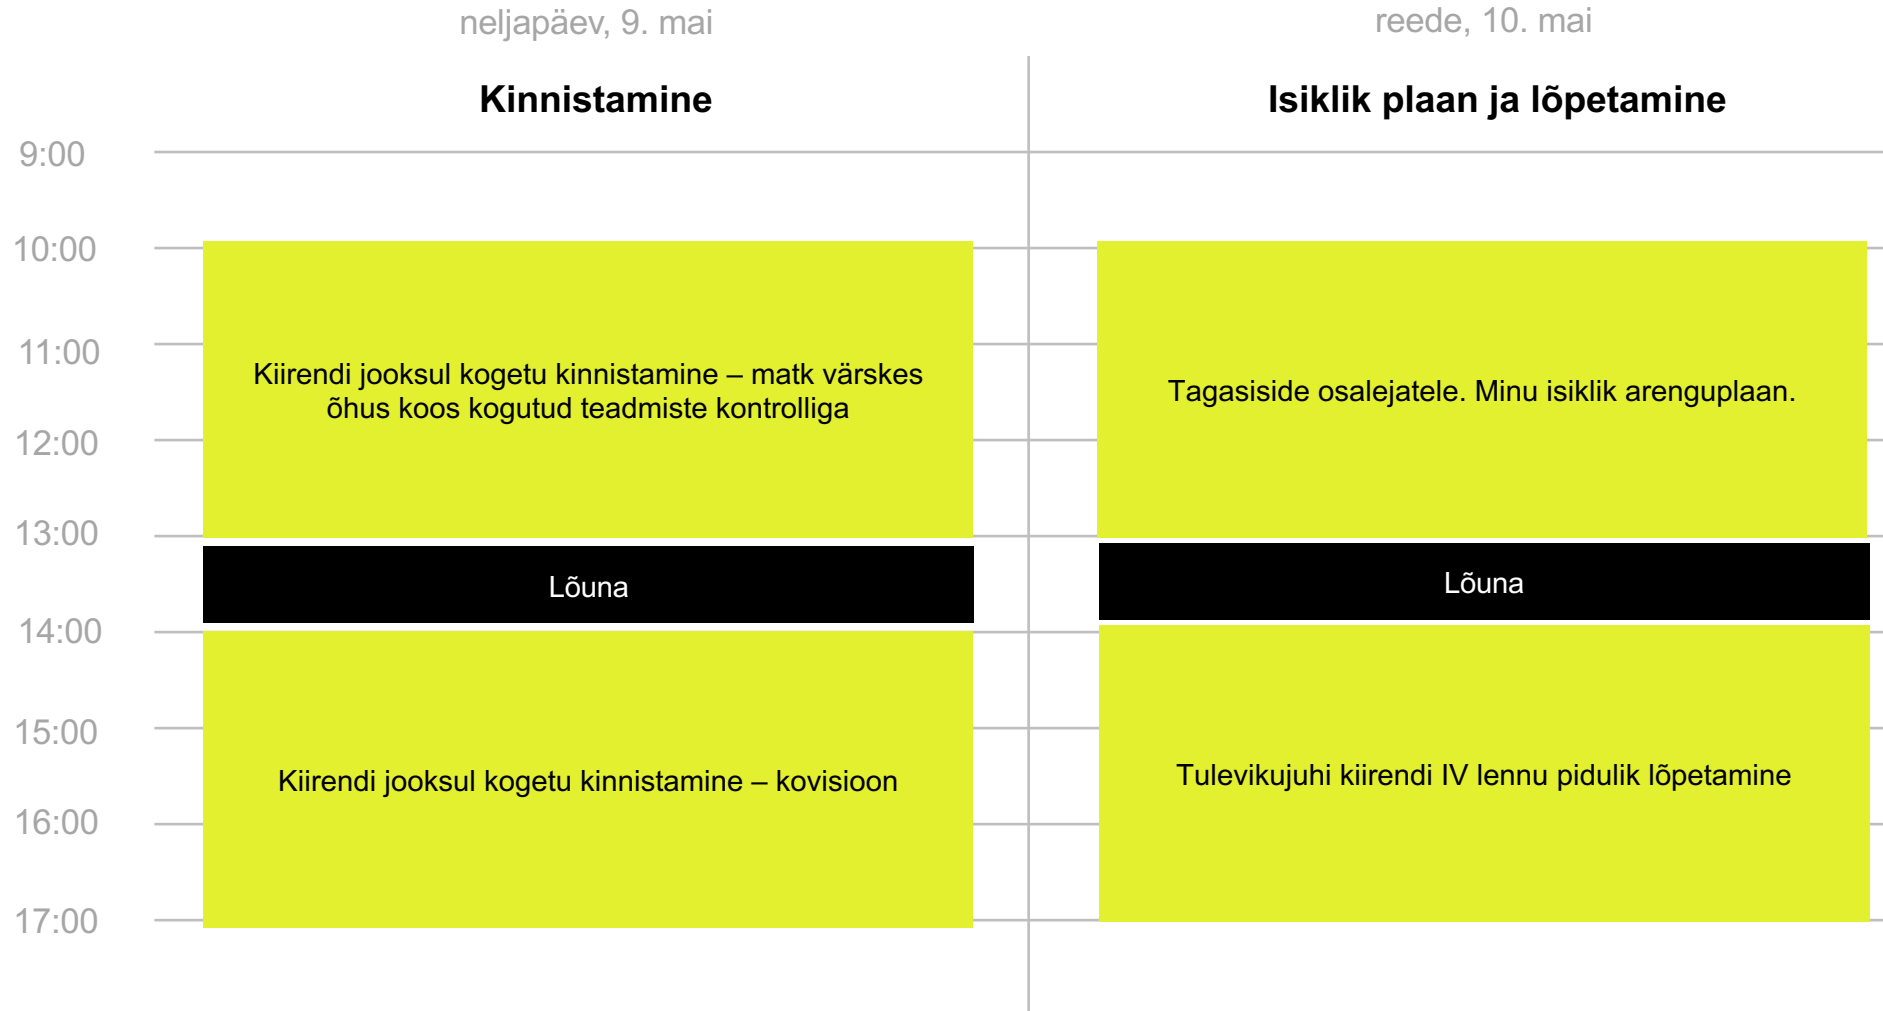 neljapäev, 9. mai
reede, 10. mai
Kinnistamine
Isiklik plaan ja lõpetamine
9:00
10:00
11:00
Kiirendi jooksul kogetu kinnistamine – matk värskes
õhus koos kogutud teadmiste kontrolliga
Tagasiside osalejatele. Minu isiklik arenguplaan.
12:00
13:00
Lõuna
Lõuna
14:00
15:00
Kiirendi jooksul kogetu kinnistamine – kovisioon
Tulevikujuhi kiirendi IV lennu pidulik lõpetamine
16:00
17:00